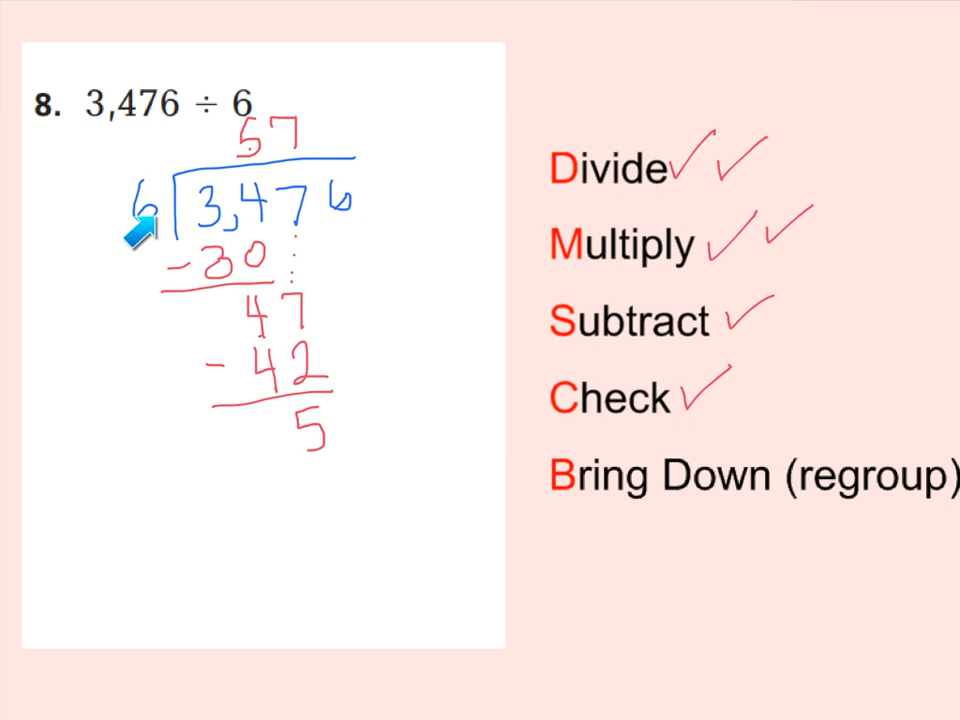 8. 3,476 ÷ 6
57
6 3,476
- 30
47
- 42
5
Divide ✓ ✓
Multiply ✓ ✓
Subtract ✓
Check ✓
Bring Down (regroup)